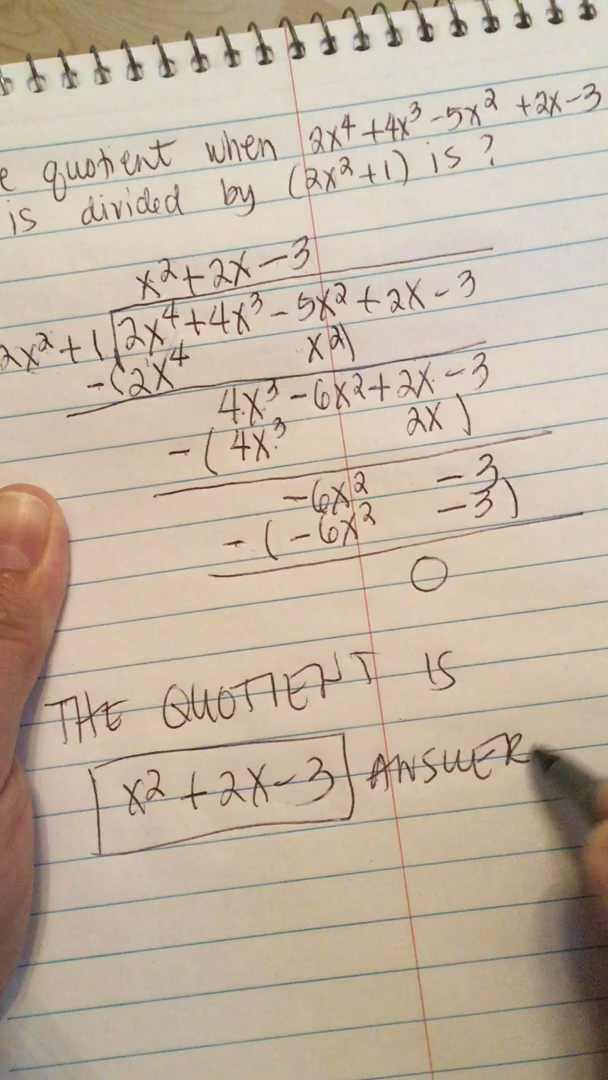 e quotient when 2x⁴ + 4x³ - 5x² + 2x - 3
is divided by (2x² + 1) is ?
x² + 2x - 3
2x² + 1 2x⁴ + 4x³ - 5x² + 2x - 3
-(2x⁴ x²)
4x³ - 6x² + 2x - 3
-(4x³ 2x)
-6x² - 3
-(-6x² - 3)
0
THE QUOTIENT IS
x² + 2x - 3 ANSWER